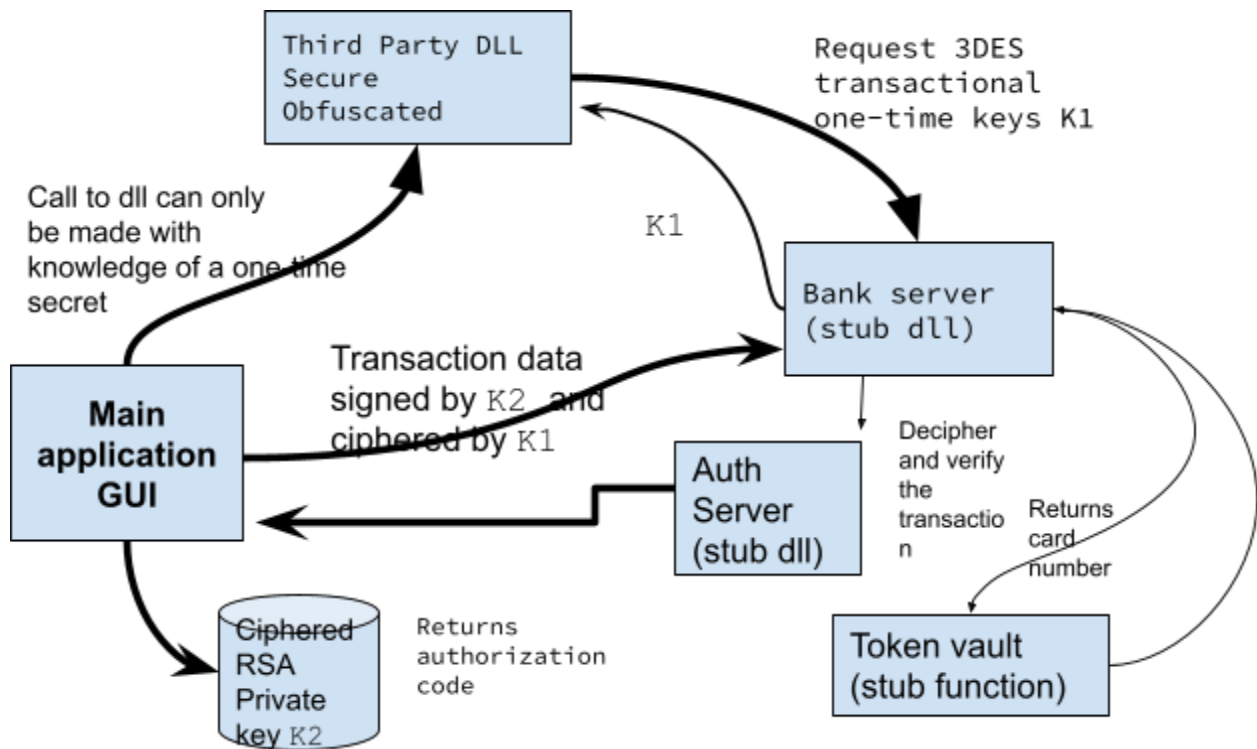 Third Party DLL
Secure
Obfuscated
Request 3DES
transactional
one-time keys K1
Call to dll can only
be made with
knowledge of a one-time
secret
K1
Bank server
(stub dll)
Transaction data
signed by K2 and
ciphered by K1
Main
application
GUI
Auth
Server
(stub dll)
Decipher
and verify
the
transactio
n
Returns
card
number
Ciphered
RSA
Private
key K2
Returns
authorization
code
Token vault
(stub function)